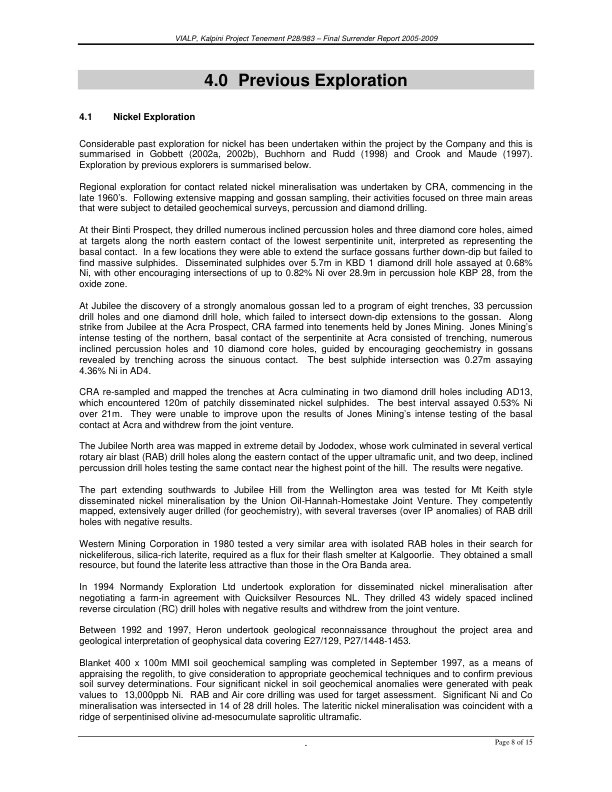 VIALP, Kalpini Project Tenement P28/983 – Final Surrender Report 2005-2009
4.0 Previous Exploration
4.1 Nickel Exploration
Considerable past exploration for nickel has been undertaken within the project by the Company and this is
summarised in Gobbett (2002a, 2002b), Buchhorn and Rudd (1998) and Crook and Maude (1997).
Exploration by previous explorers is summarised below.
Regional exploration for contact related nickel mineralisation was undertaken by CRA, commencing in the
late 1960's. Following extensive mapping and gossan sampling, their activities focused on three main areas
that were subject to detailed geochemical surveys, percussion and diamond drilling.
At their Binti Prospect, they drilled numerous inclined percussion holes and three diamond core holes, aimed
at targets along the north eastern contact of the lowest serpentinite unit, interpreted as representing the
basal contact. In a few locations they were able to extend the surface gossans further down-dip but failed to
find massive sulphides. Disseminated sulphides over 5.7m in KBD 1 diamond drill hole assayed at 0.68%
Ni, with other encouraging intersections of up to 0.82% Ni over 28.9m in percussion hole KBP 28, from the
oxide zone.
At Jubilee the discovery of a strongly anomalous gossan led to a program of eight trenches, 33 percussion
drill holes and one diamond drill hole, which failed to intersect down-dip extensions to the gossan. Along
strike from Jubilee at the Acra Prospect, CRA farmed into tenements held by Jones Mining. Jones Mining's
intense testing of the northern, basal contact of the serpentinite at Acra consisted of trenching, numerous
inclined percussion holes and 10 diamond core holes, guided by encouraging geochemistry in gossans
revealed by trenching across the sinuous contact. The best sulphide intersection was 0.27m assaying
4.36% Ni in AD4.
CRA re-sampled and mapped the trenches at Acra culminating in two diamond drill holes including AD13,
which encountered 120m of patchily disseminated nickel sulphides. The best interval assayed 0.53% Ni
over 21m. They were unable to improve upon the results of Jones Mining's intense testing of the basal
contact at Acra and withdrew from the joint venture.
The Jubilee North area was mapped in extreme detail by Jododex, whose work culminated in several vertical
rotary air blast (RAB) drill holes along the eastern contact of the upper ultramafic unit, and two deep, inclined
percussion drill holes testing the same contact near the highest point of the hill. The results were negative.
The part extending southwards to Jubilee Hill from the Wellington area was tested for Mt Keith style
disseminated nickel mineralisation by the Union Oil-Hannah-Homestake Joint Venture. They competently
mapped, extensively auger drilled (for geochemistry), with several traverses (over IP anomalies) of RAB drill
holes with negative results.
Western Mining Corporation in 1980 tested a very similar area with isolated RAB holes in their search for
nickeliferous, silica-rich laterite, required as a flux for their flash smelter at Kalgoorlie. They obtained a small
resource, but found the laterite less attractive than those in the Ora Banda area.
In 1994 Normandy Exploration Ltd undertook exploration for disseminated nickel mineralisation after
negotiating a farm-in agreement with Quicksilver Resources NL. They drilled 43 widely spaced inclined
reverse circulation (RC) drill holes with negative results and withdrew from the joint venture.
Between 1992 and 1997, Heron undertook geological reconnaissance throughout the project area and
geological interpretation of geophysical data covering E27/129, P27/1448-1453.
Blanket 400 x 100m MMI soil geochemical sampling was completed in September 1997, as a means of
appraising the regolith, to give consideration to appropriate geochemical techniques and to confirm previous
soil survey determinations. Four significant nickel in soil geochemical anomalies were generated with peak
values to 13,000ppb Ni. RAB and Air core drilling was used for target assessment. Significant Ni and Co
mineralisation was intersected in 14 of 28 drill holes. The lateritic nickel mineralisation was coincident with a
ridge of serpentinised olivine ad-mesocumulate saprolitic ultramafic.
-
Page 8 of 15